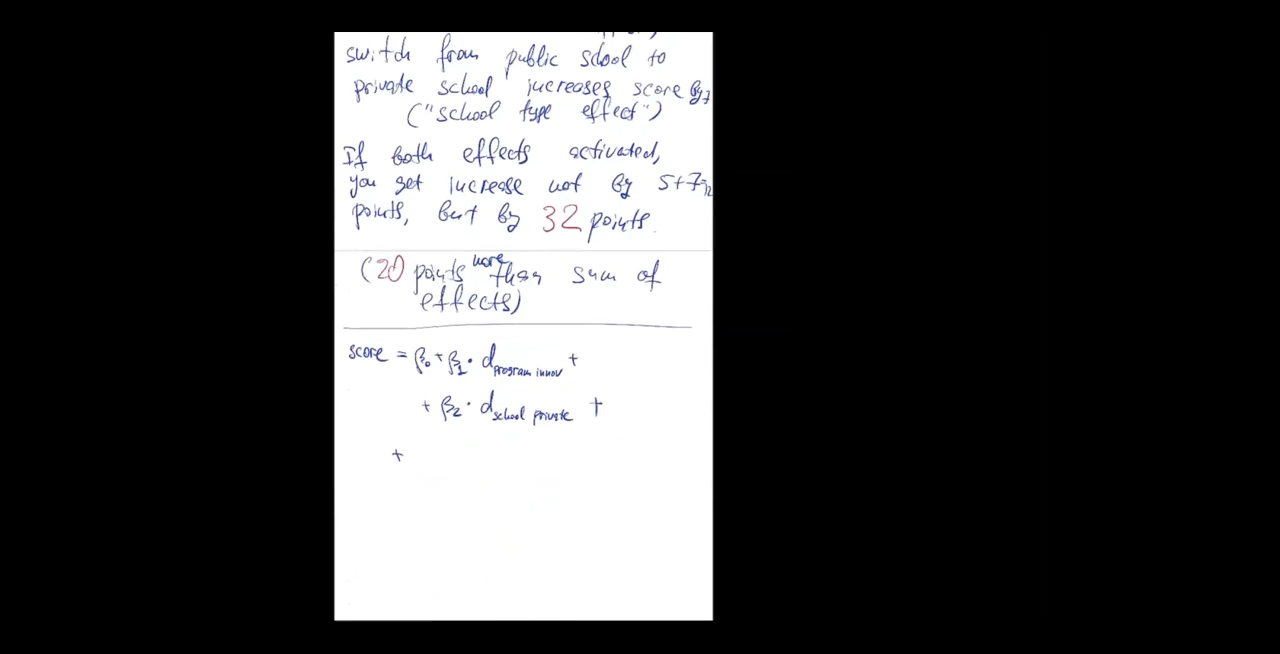 switch from public school to
private school increases score by 7
("school type effect")
If both effects activated,
you get increase not by 5+7=12
points, but by 32 points.
(20 points more than sum of
effects)
score = β₀ + β₁ · d program innov +
+ β₂ · d school private +
+